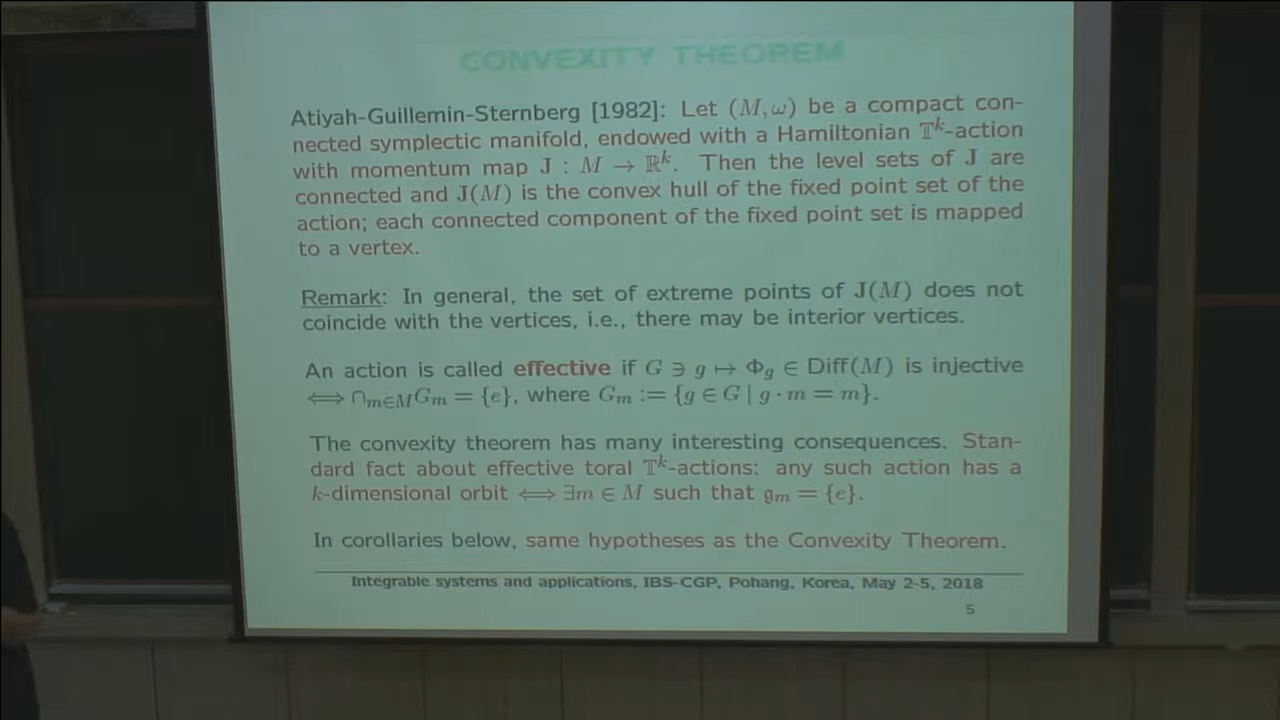 CONVEXITY THEOREM
Atiyah-Guillemin-Sternberg [1982]: Let (M, ω) be a compact con-
nected symplectic manifold, endowed with a Hamiltonian 𝕋ᵏ-action
with momentum map J : M → ℝᵏ. Then the level sets of J are
connected and J(M) is the convex hull of the fixed point set of the
action; each connected component of the fixed point set is mapped
to a vertex.
Remark: In general, the set of extreme points of J(M) does not
coincide with the vertices, i.e., there may be interior vertices.
An action is called effective if G ∋ g ↦ Φ_g ∈ Diff(M) is injective
⟺ ∩_{m∈M} G_m = {e}, where G_m := {g ∈ G | g · m = m}.
The convexity theorem has many interesting consequences. Stan-
dard fact about effective toral 𝕋ᵏ-actions: any such action has a
k-dimensional orbit ⟺ ∃m ∈ M such that 𝔤_m = {e}.
In corollaries below, same hypotheses as the Convexity Theorem.
Integrable systems and applications, IBS-CGP, Pohang, Korea, May 2-5, 2018
5